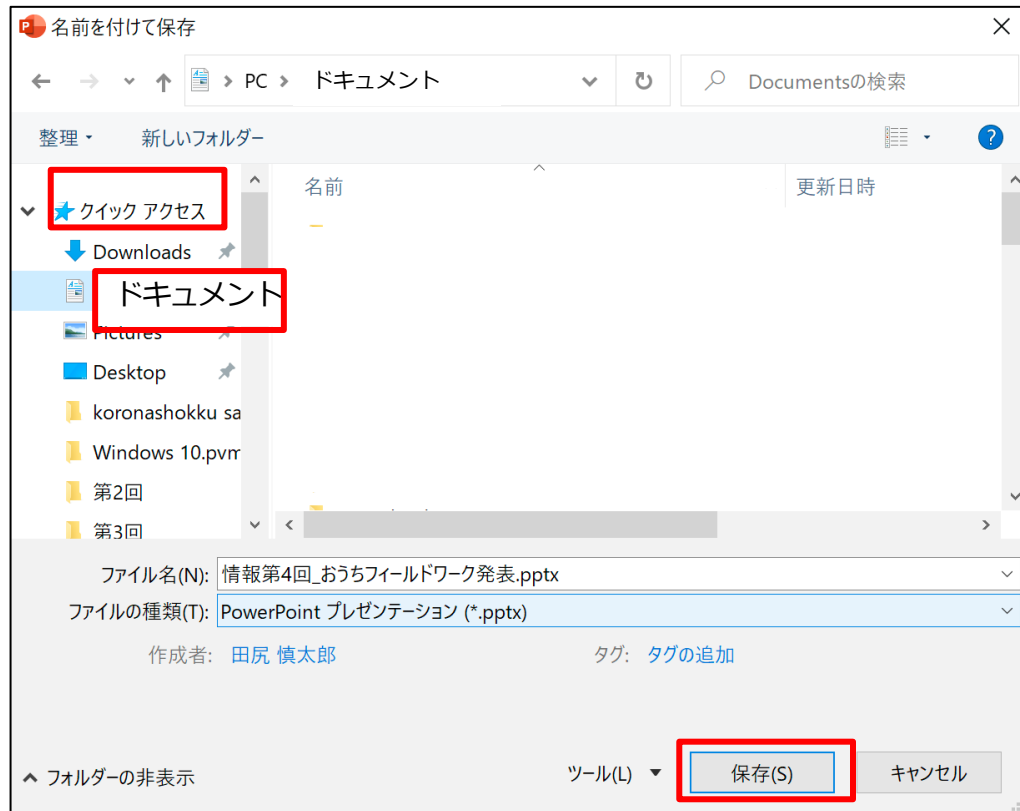 名前を付けて保存
PC ドキュメント Documentsの検索
整理 新しいフォルダー
名前 更新日時
クイック アクセス
Downloads
ドキュメント
Pictures
Desktop
koronashokku sa
Windows 10.pvm
第2回
第3回
ファイル名(N): 情報第4回_おうちフィールドワーク発表.pptx
ファイルの種類(T): PowerPoint プレゼンテーション (*.pptx)
作成者: 田尻 慎太郎 タグ: タグの追加
フォルダーの非表示 ツール(L) 保存(S) キャンセル